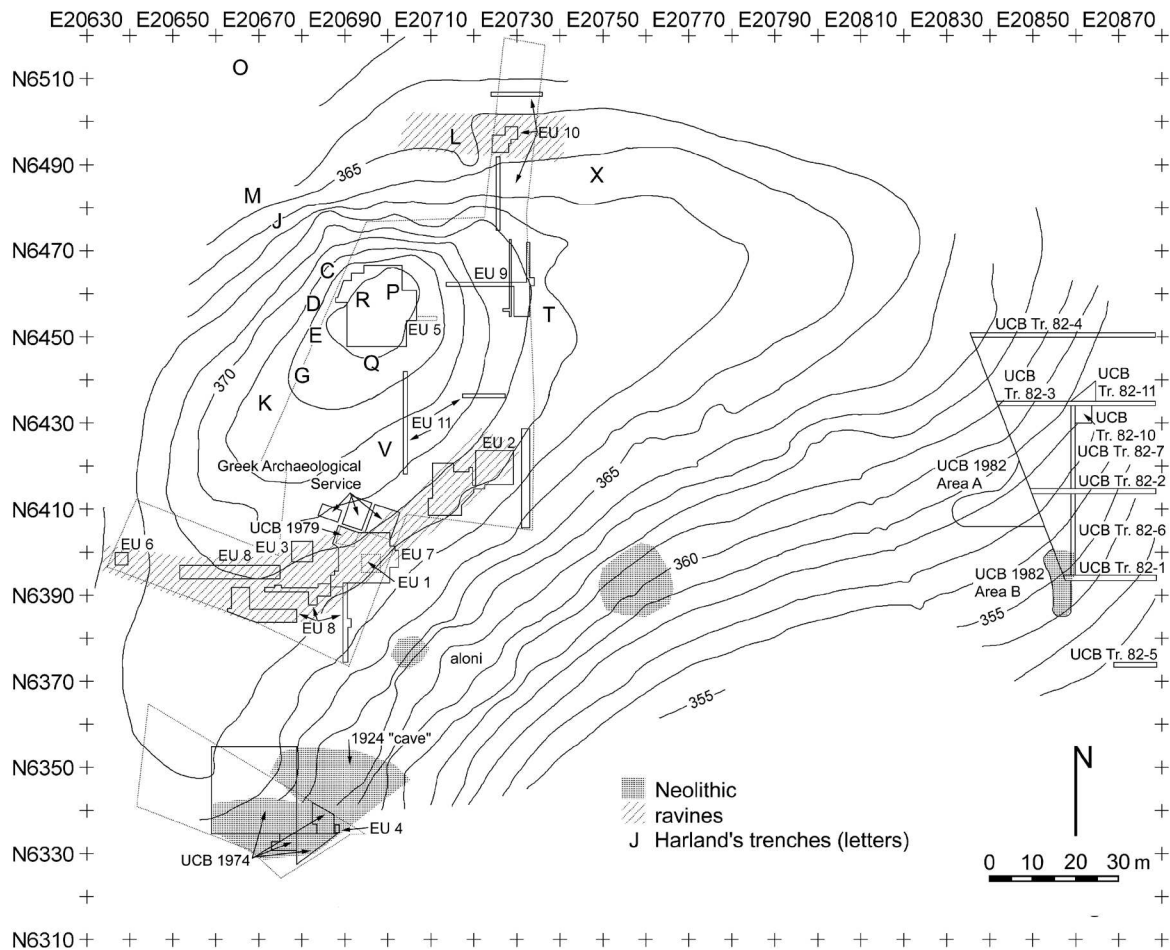 E20630 E20650 E20670 E20690 E20710 E20730 E20750 E20770 E20790 E20810 E20830 E20850 E20870
O
N6510
L
EU 10
N6490
365
X
M
J
N6470
C
EU 9
D
R
P
T
E
EU 5
N6450
UCB Tr. 82-4
Q
G
370
UCB
Tr. 82-3
UCB
Tr. 82-11
K
EU 11
N6430
UCB
Tr. 82-10
V
EU 2
Greek Archaeological
Service
365
UCB 1982
Area A
Tr. 82-7
UCB
Tr. 82-2
N6410
UCB 1979
EU 6
EU 8
EU 3
EU 7
UCB
Tr. 82-6
EU 1
360
UCB 1982
Area B
UCB Tr. 82-1
N6390
EU 8
355
aloni
UCB Tr. 82-5
N6370
355
1924 "cave"
N
N6350
Neolithic
ravines
EU 4
J Harland's trenches (letters)
UCB 1974
N6330
0 10 20 30 m
N6310